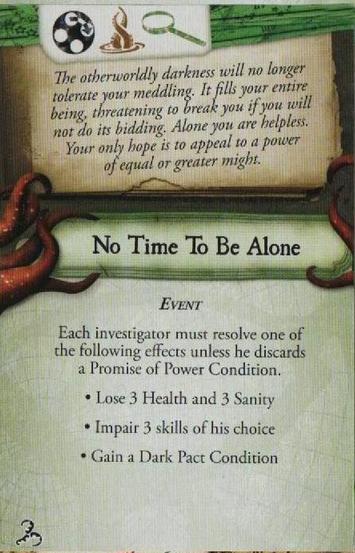 The otherworldly darkness will no longer
tolerate your meddling. It fills your entire
being, threatening to break you if you will
not do its bidding. Alone you are helpless.
Your only hope is to appeal to a power
of equal or greater might.
No Time To Be Alone
Event
Each investigator must resolve one of
the following effects unless he discards
a Promise of Power Condition.
• Lose 3 Health and 3 Sanity
• Impair 3 skills of his choice
• Gain a Dark Pact Condition